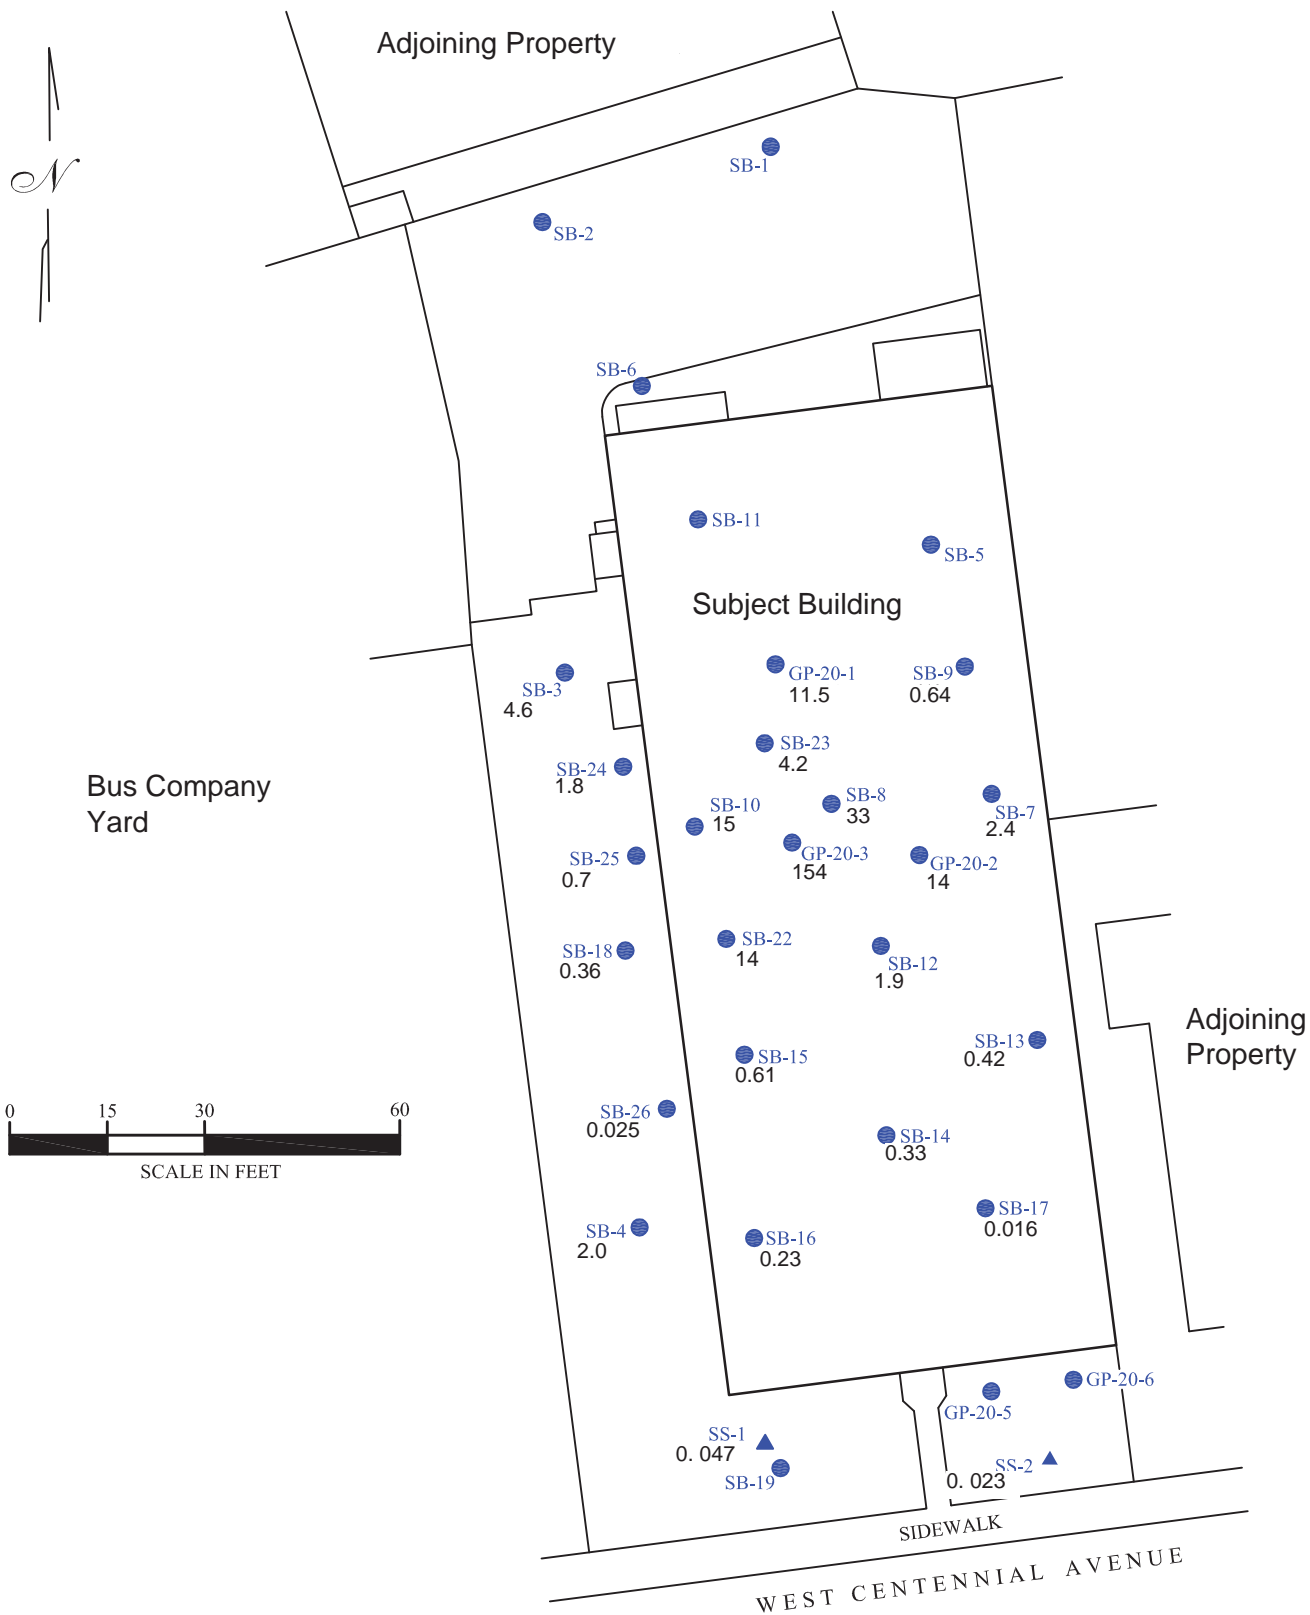 Adjoining Property
N
SB-1
SB-2
SB-6
SB-11
SB-5
Subject Building
GP-20-1
11.5
SB-9
0.64
SB-3
4.6
SB-23
4.2
SB-24
1.8
Bus Company
Yard
SB-10
15
SB-8
33
SB-7
2.4
SB-25
0.7
GP-20-3
154
GP-20-2
14
SB-18
0.36
SB-22
14
SB-12
1.9
Adjoining
Property
SB-13
0.42
SB-15
0.61
0 15 30 60
SCALE IN FEET
SB-26
0.025
SB-14
0.33
SB-17
0.016
SB-4
2.0
SB-16
0.23
GP-20-6
GP-20-5
SS-1
0. 047
SB-19
SS-2
0. 023
SIDEWALK
WEST CENTENNIAL AVENUE